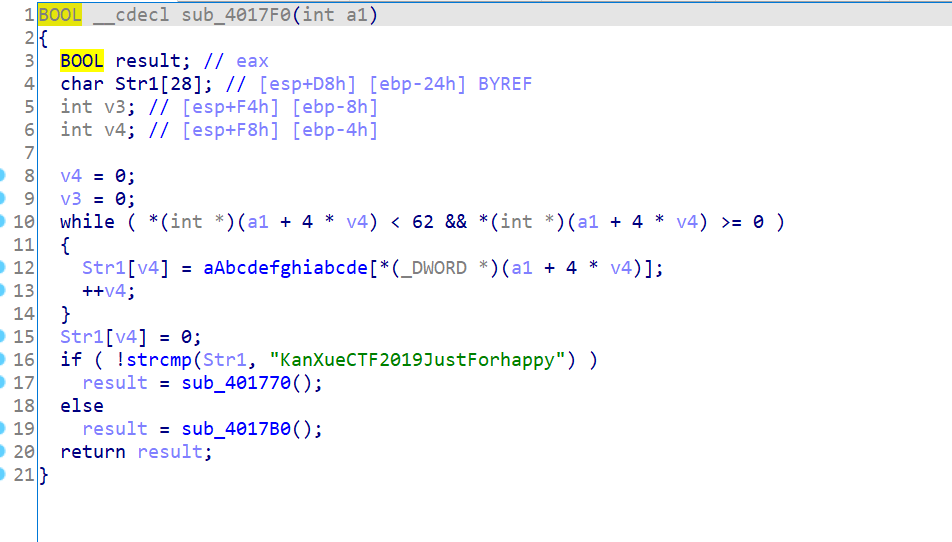 1 BOOL __cdecl sub_4017F0(int a1)
2 {
3   BOOL result; // eax
4   char Str1[28]; // [esp+D8h] [ebp-24h] BYREF
5   int v3; // [esp+F4h] [ebp-8h]
6   int v4; // [esp+F8h] [ebp-4h]
7
8   v4 = 0;
9   v3 = 0;
10   while ( *(int *)(a1 + 4 * v4) < 62 && *(int *)(a1 + 4 * v4) >= 0 )
11   {
12     Str1[v4] = aAbcdefghiabcde[*(_DWORD *)(a1 + 4 * v4)];
13     ++v4;
14   }
15   Str1[v4] = 0;
16   if ( !strcmp(Str1, "KanXueCTF2019JustForhappy") )
17     result = sub_401770();
18   else
19     result = sub_4017B0();
20   return result;
21 }